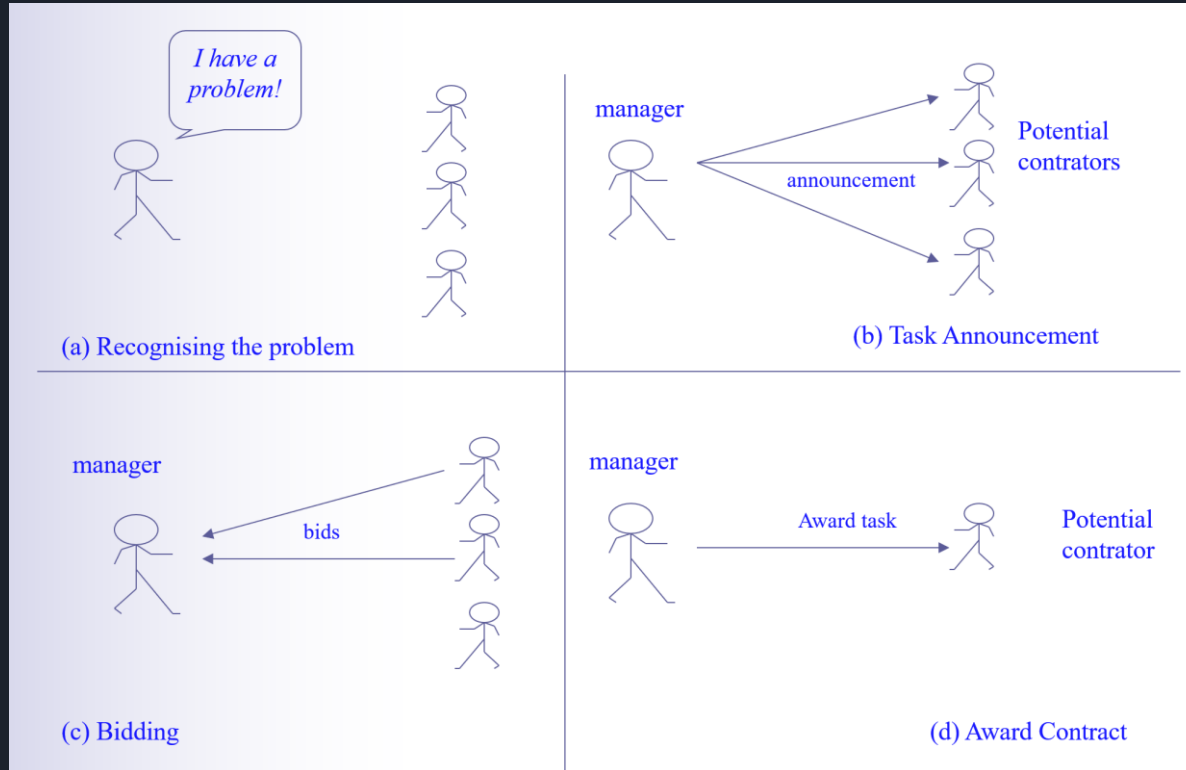 I have a
problem!
(a) Recognising the problem
manager
announcement
Potential
contrators
(b) Task Announcement
manager
bids
(c) Bidding
manager
Award task
Potential
contrator
(d) Award Contract